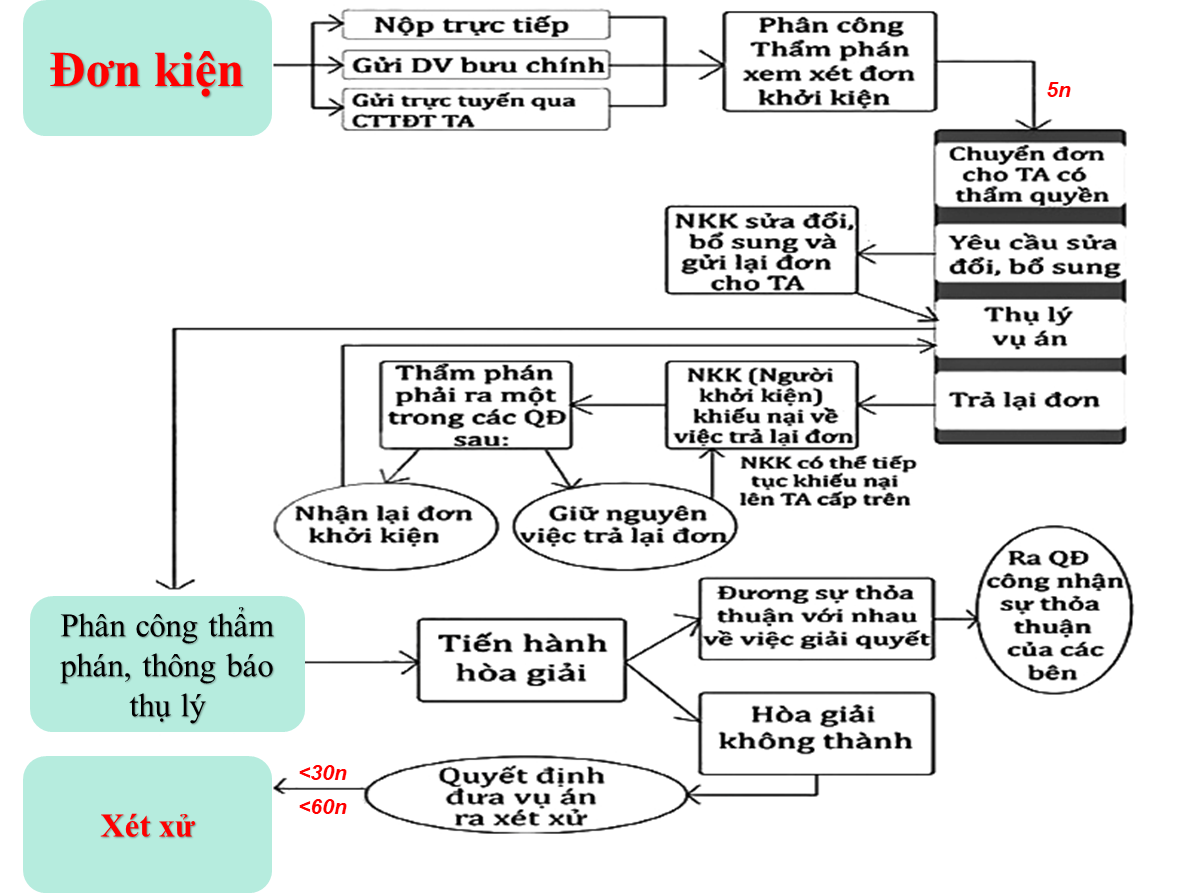 Đơn kiện
Nộp trực tiếp
Gửi DV bưu chính
Gửi trực tuyến qua
CTTĐT TA
Phân công
Thẩm phán
xem xét đơn
khởi kiện
5n
Chuyển đơn
cho TA có
thẩm quyền
Yêu cầu sửa
đổi, bổ sung
Thụ lý
vụ án
Trả lại đơn
NKK sửa đổi,
bổ sung và
gửi lại đơn
cho TA
NKK (Người
khởi kiện)
khiếu nại về
việc trả lại đơn
Thẩm phán
phải ra một
trong các QĐ
sau:
NKK có thể tiếp
tục khiếu nại
lên TA cấp trên
Nhận lại đơn
khởi kiện
Giữ nguyên
việc trả lại đơn
Phân công thẩm
phán, thông báo
thụ lý
Tiến hành
hòa giải
Đương sự thỏa
thuận với nhau
về việc giải quyết
Ra QĐ
công nhận
sự thỏa
thuận
của các
bên
Hòa giải
không thành
Quyết định
đưa vụ án
ra xét xử
<30n
<60n
Xét xử